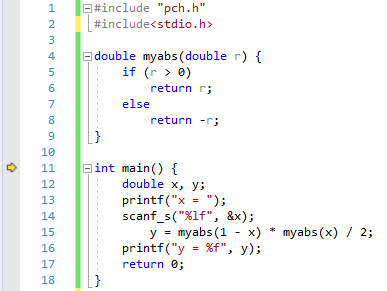 1 #include "pch.h"
2 #include<stdio.h>
3
4 double myabs(double r) {
5 if (r > 0)
6 return r;
7 else
8 return -r;
9 }
10
11 int main() {
12 double x, y;
13 printf("x = ");
14 scanf_s("%lf", &x);
15 y = myabs(1 - x) * myabs(x) / 2;
16 printf("y = %f", y);
17 return 0;
18 }